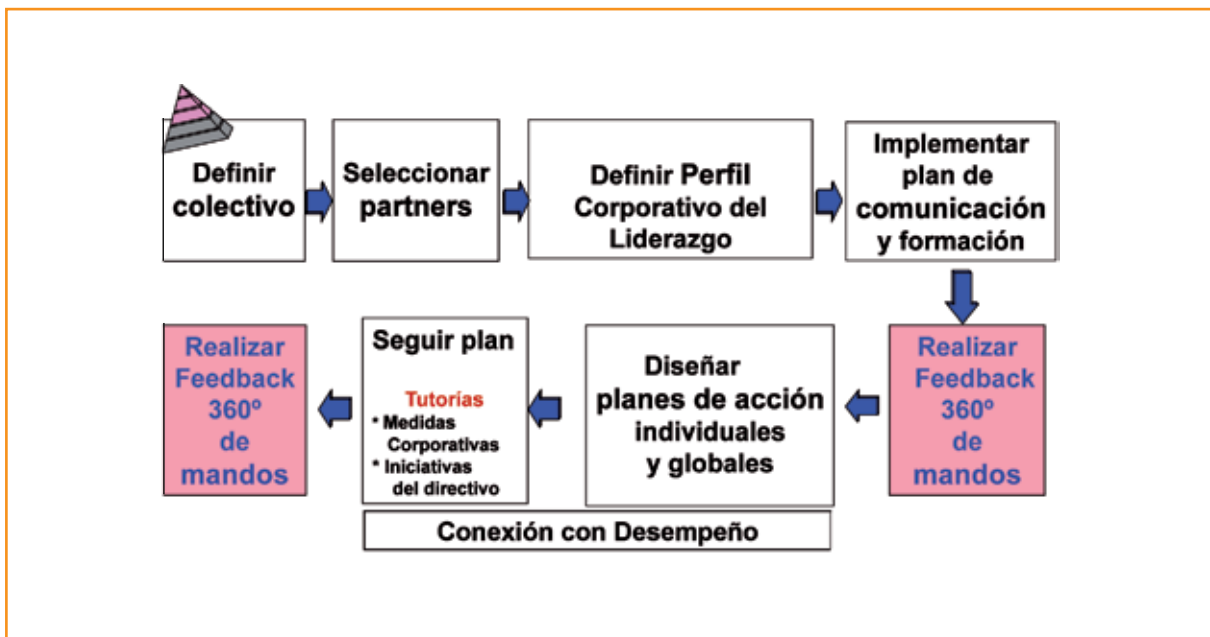 Definir
colectivo
Seleccionar
partners
Definir Perfil
Corporativo del
Liderazgo
Implementar
plan de
comunicación
y formación
Realizar
Feedback
360º
de
mandos
Diseñar
planes de acción
individuales
y globales
Seguir plan
Tutorías
* Medidas
Corporativas
* Iniciativas
del directivo
Realizar
Feedback
360º
de
mandos
Conexión con Desempeño